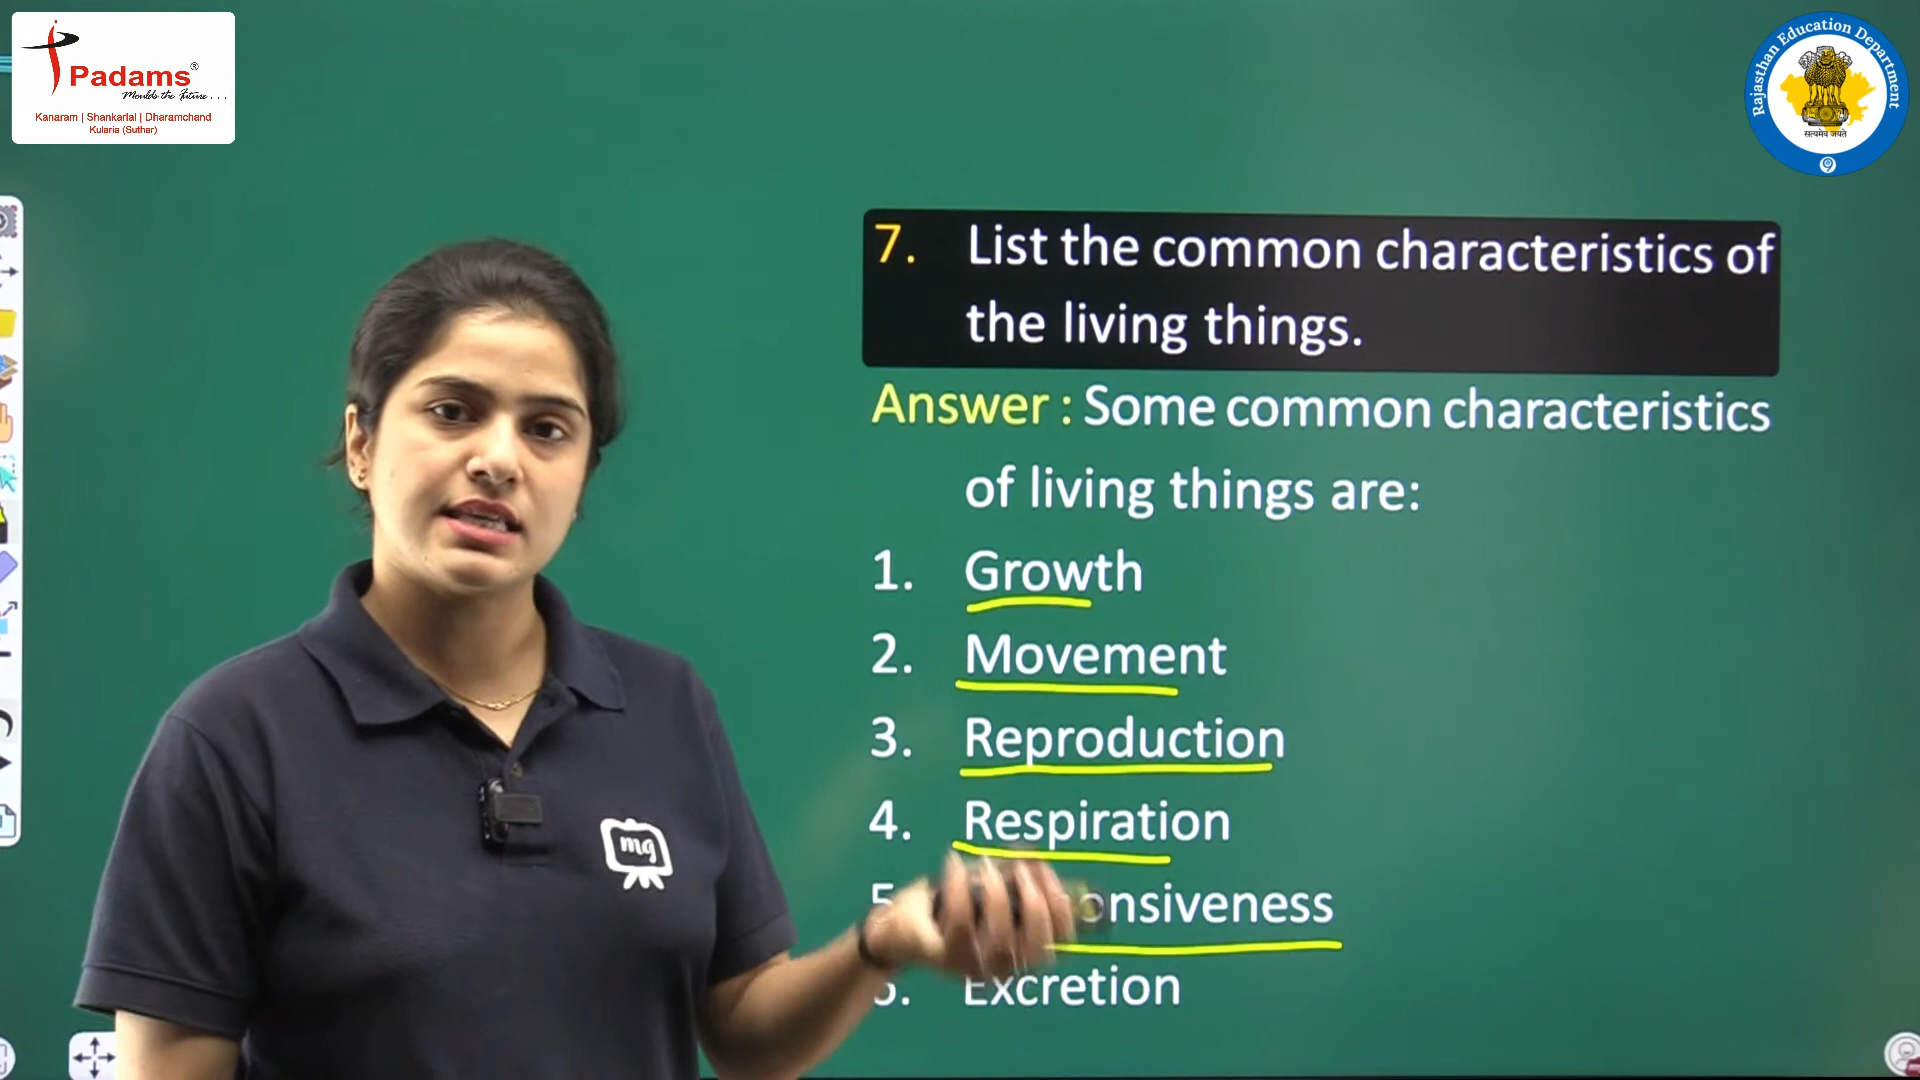 Padams®
Moulds the Future...
Kanaram | Shankarlal | Dharamchand
Kularia (Suthar)
Rajasthan Education Department
सत्यमेव जयते
7. List the common characteristics of
the living things.
Answer : Some common characteristics
of living things are:
1. Growth
2. Movement
3. Reproduction
4. Respiration
mg
Excretion